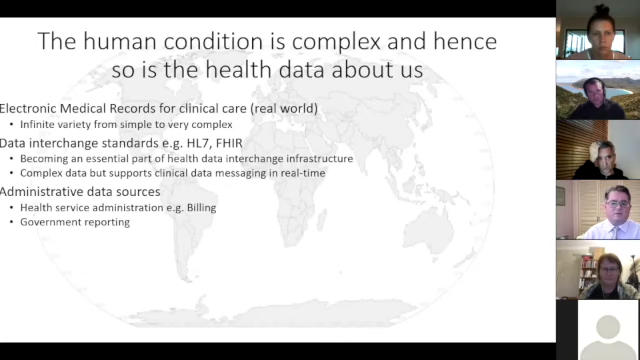 The human condition is complex and hence
so is the health data about us
Electronic Medical Records for clinical care (real world)
• Infinite variety from simple to very complex
Data interchange standards e.g. HL7, FHIR
• Becoming an essential part of health data interchange infrastructure
• Complex data but supports clinical data messaging in real-time
Administrative data sources
• Health service administration e.g. Billing
• Government reporting